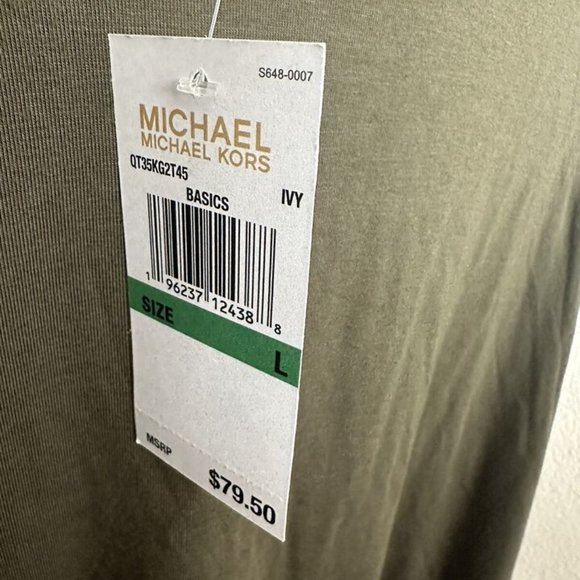 S648-0007
MICHAEL
MICHAEL KORS
QT35KG2T45
BASICS IVY
1 96237 12438 8
SIZE L
MSRP
$79.50